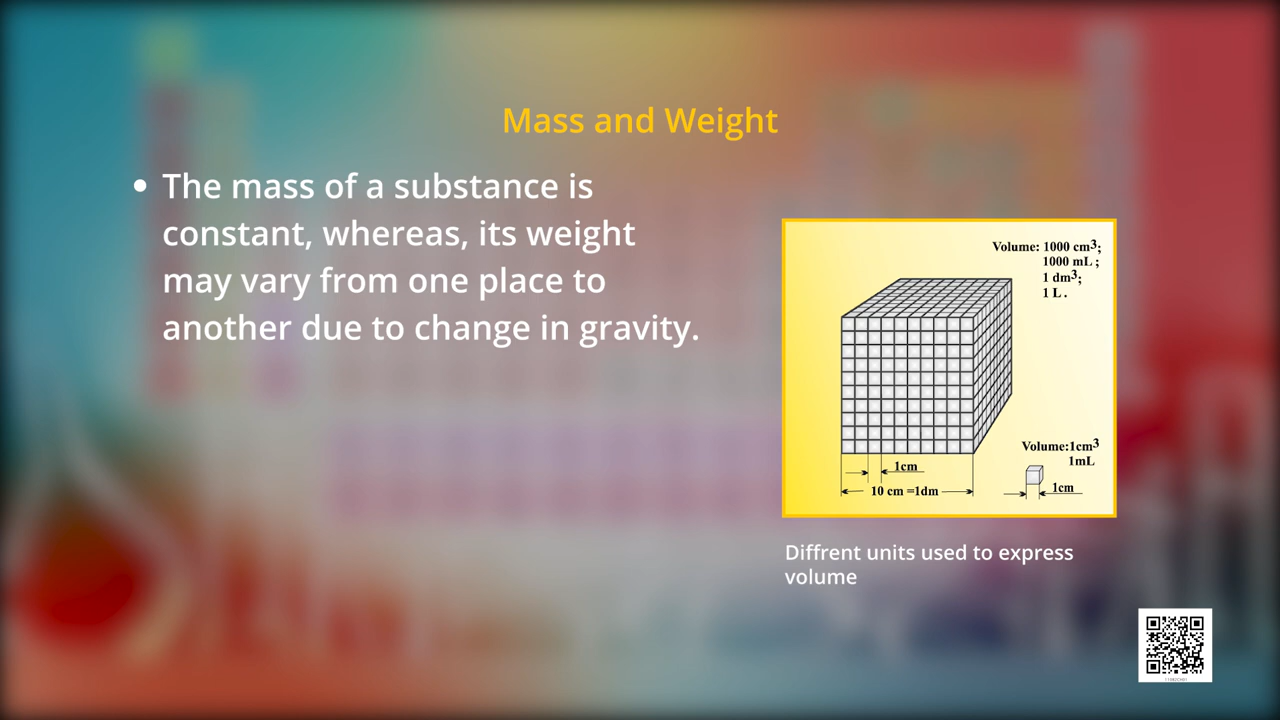 Mass and Weight
• The mass of a substance is
constant, whereas, its weight
may vary from one place to
another due to change in gravity.
Volume: 1000 cm³;
1000 mL ;
1 dm³;
1 L .
1cm
10 cm =1dm
Volume:1cm³
1mL
1cm
Diffrent units used to express
volume